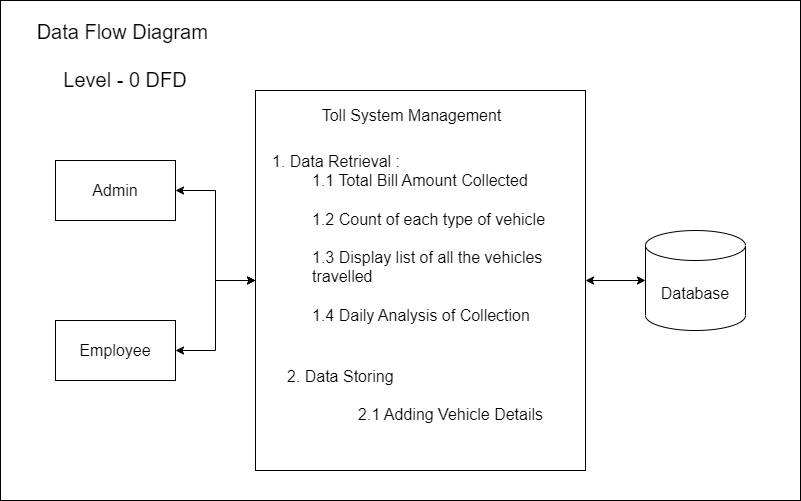 Data Flow Diagram
Level - 0 DFD
Toll System Management
1. Data Retrieval :
1.1 Total Bill Amount Collected
Admin
1.2 Count of each type of vehicle
1.3 Display list of all the vehicles
travelled
Database
1.4 Daily Analysis of Collection
Employee
2. Data Storing
2.1 Adding Vehicle Details